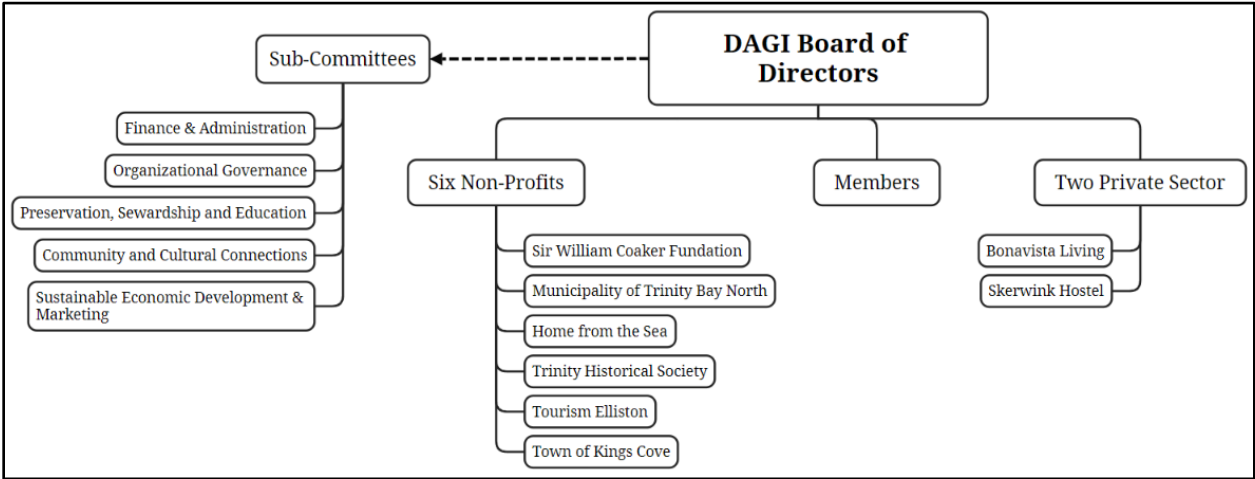 DAGI Board of
Directors
Sub-Committees
Finance & Administration
Organizational Governance
Preservation, Sewardship and Education
Community and Cultural Connections
Sustainable Economic Development &
Marketing
Six Non-Profits
Sir William Coaker Fundation
Municipality of Trinity Bay North
Home from the Sea
Trinity Historical Society
Tourism Elliston
Town of Kings Cove
Members
Two Private Sector
Bonavista Living
Skerwink Hostel